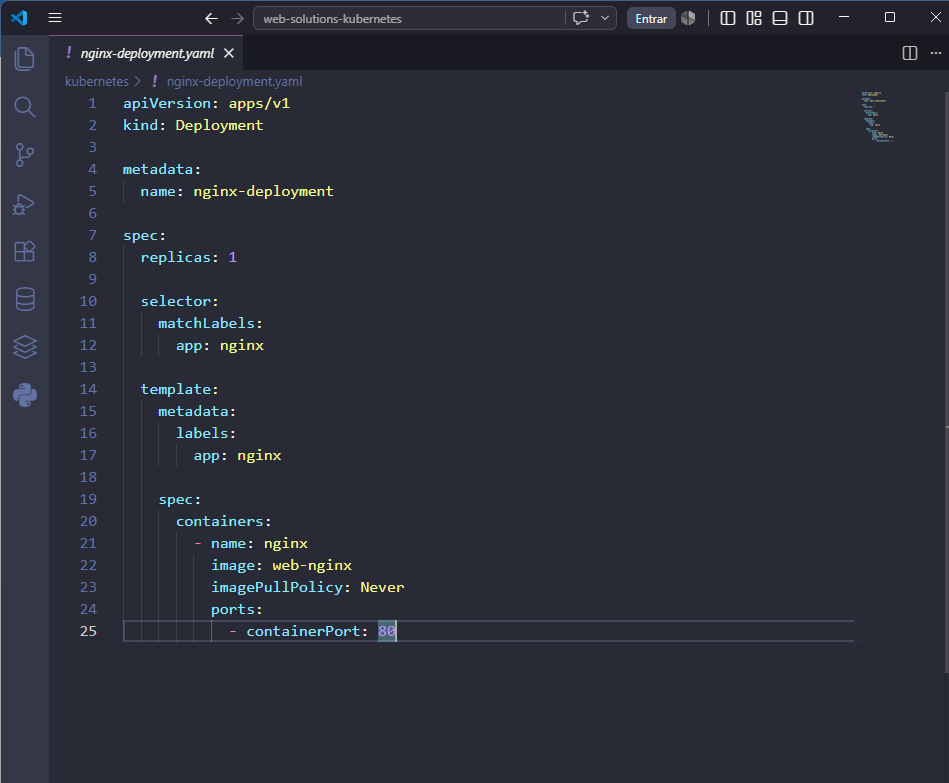 web-solutions-kubernetes
Entrar
! nginx-deployment.yaml
kubernetes > ! nginx-deployment.yaml
1 apiVersion: apps/v1
2 kind: Deployment
3
4 metadata:
5   name: nginx-deployment
6
7 spec:
8   replicas: 1
9
10   selector:
11     matchLabels:
12       app: nginx
13
14   template:
15     metadata:
16       labels:
17         app: nginx
18
19     spec:
20       containers:
21         - name: nginx
22           image: web-nginx
23           imagePullPolicy: Never
24           ports:
25             - containerPort: 80